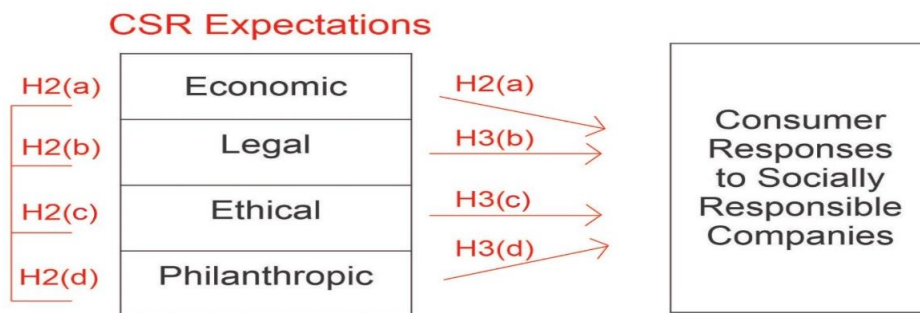 CSR Expectations
H2(a)
Economic
H2(a)
H2(b)
Legal
H3(b)
H2(c)
Ethical
H3(c)
H2(d)
Philanthropic
H3(d)
Consumer
Responses
to Socially
Responsible
Companies